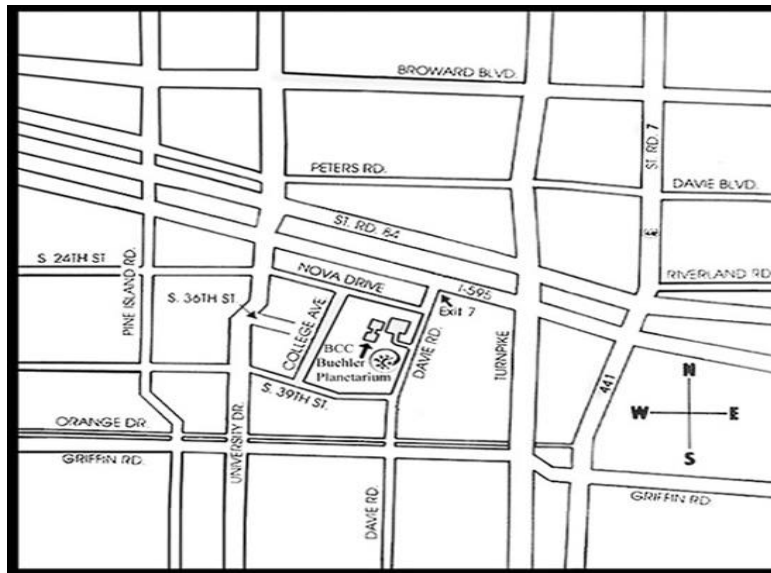 BROWARD BLVD.
PETERS RD.
ST. RD. 7
DAVIE BLVD.
ST. RD. 84
S. 24TH ST.
PINE ISLAND RD.
NOVA DRIVE
I-595
RIVERLAND RD.
S. 36TH ST.
Exit 7
COLLEGE AVE
BCC
Buehler
Planetarium
DAVIE RD.
TURNPIKE
S. 39TH ST.
441
N
W
E
S
ORANGE DR.
UNIVERSITY DR.
GRIFFIN RD.
DAVIE RD.
GRIFFIN RD.